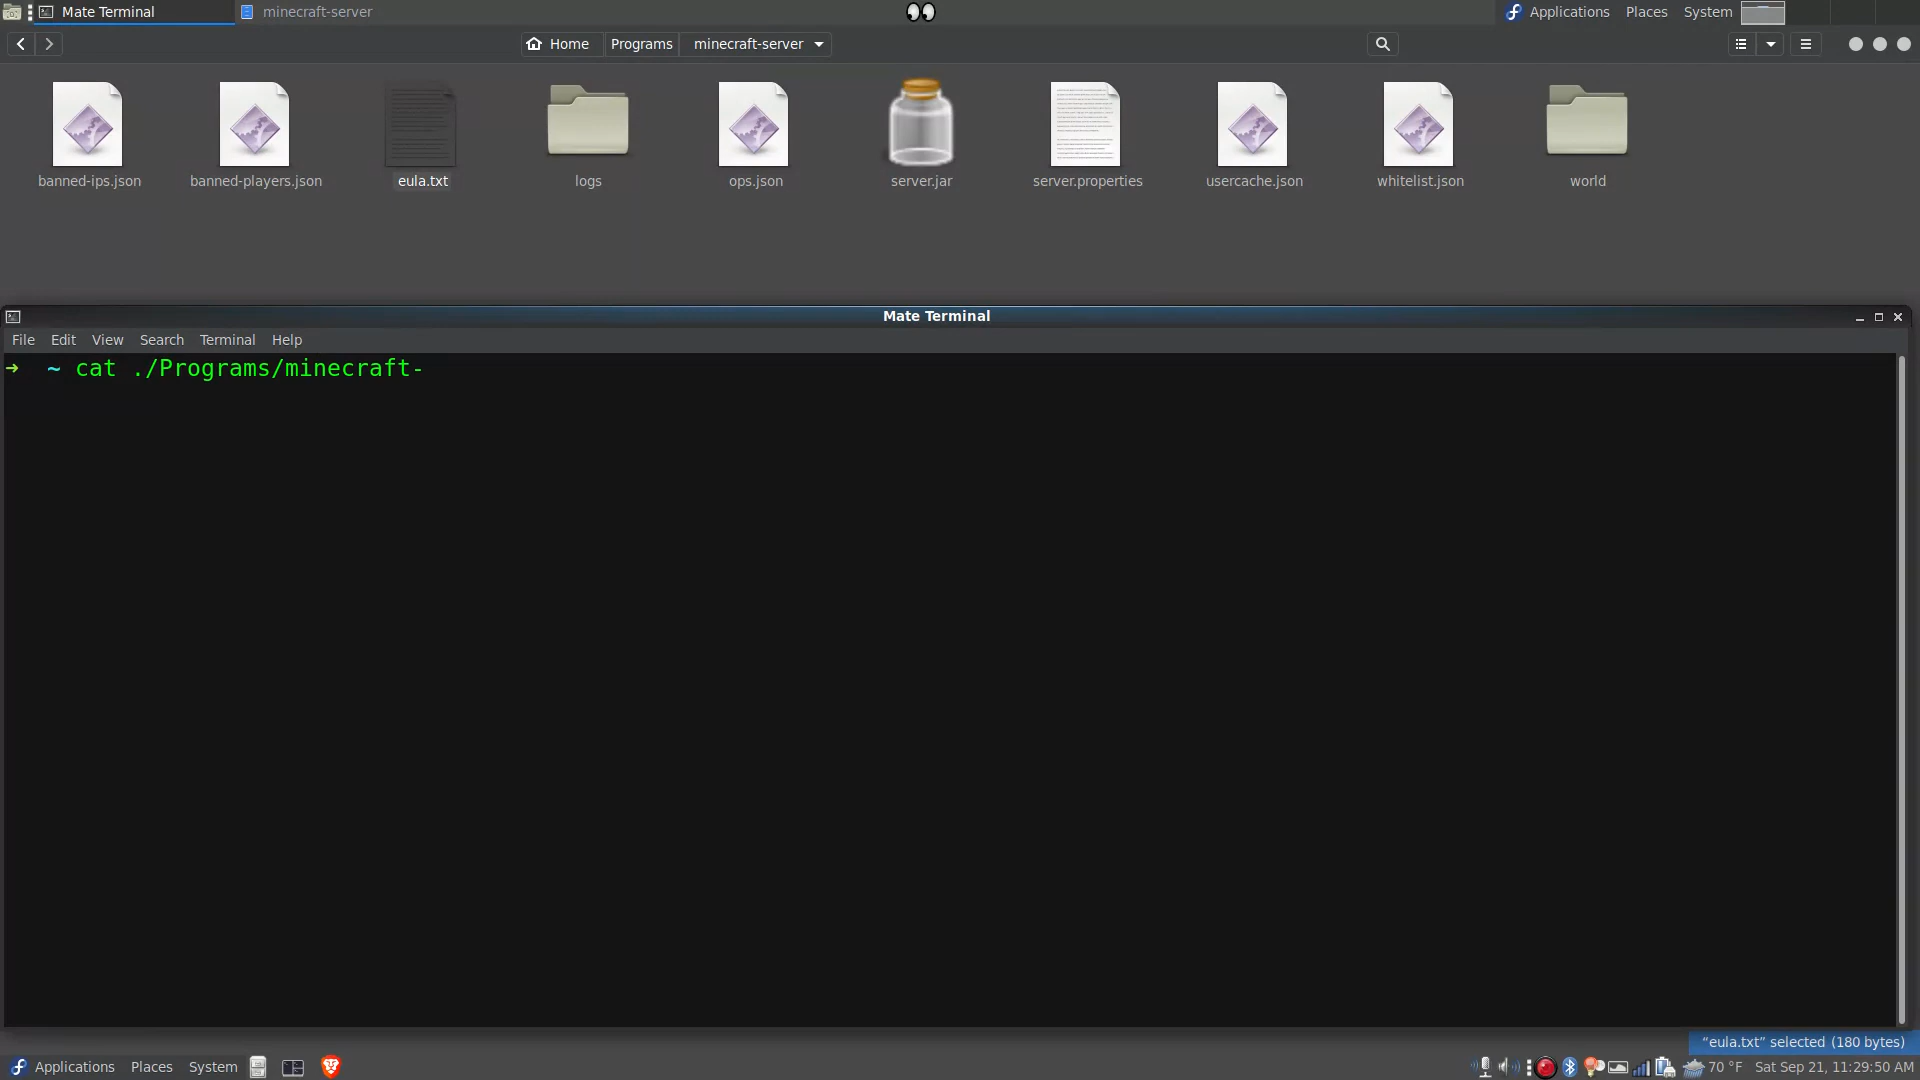 Mate Terminal
minecraft-server
Applications Places System
Home Programs minecraft-server
banned-ips.json
banned-players.json
eula.txt
logs
ops.json
server.jar
server.properties
usercache.json
whitelist.json
world
Mate Terminal
File Edit View Search Terminal Help
➜ ~ cat ./Programs/minecraft-
“eula.txt” selected (180 bytes)
Applications Places System
70 °F Sat Sep 21, 11:29:50 AM